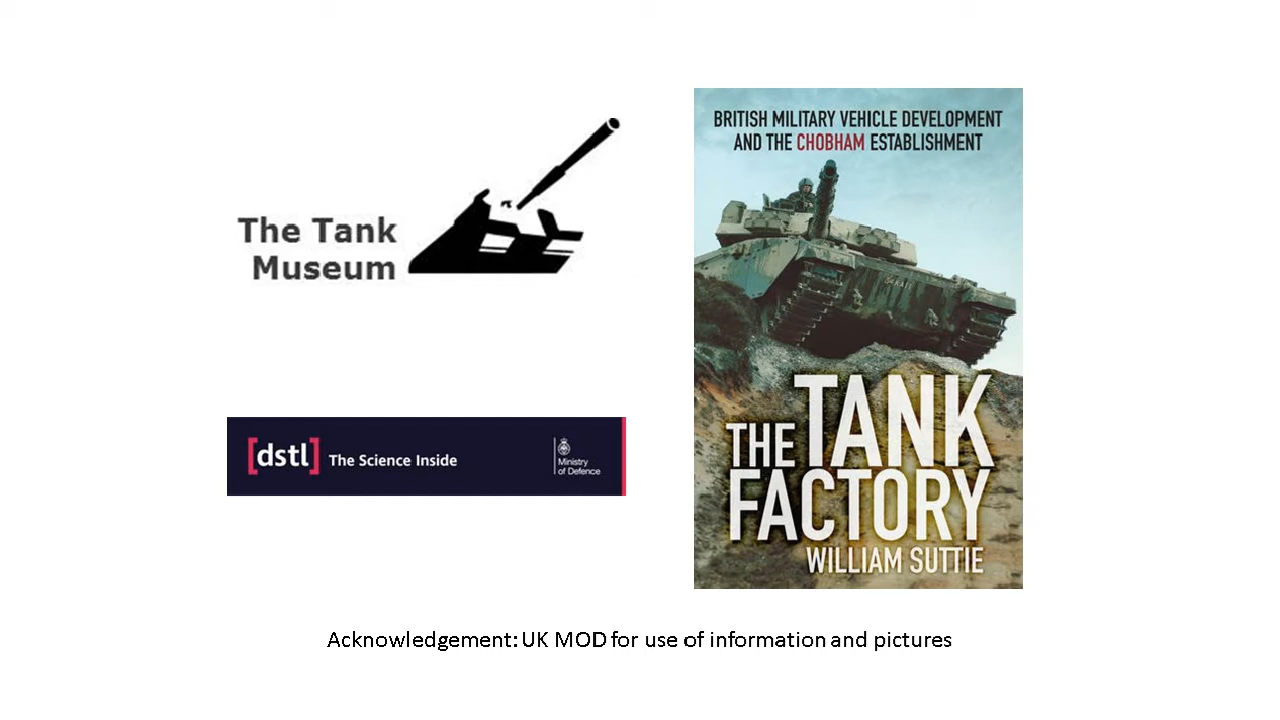 The Tank
Museum
[dstl] The Science Inside
Ministry
of Defence
BRITISH MILITARY VEHICLE DEVELOPMENT
AND THE CHOBHAM ESTABLISHMENT
THE TANK
FACTORY
WILLIAM SUTTIE
Acknowledgement: UK MOD for use of information and pictures